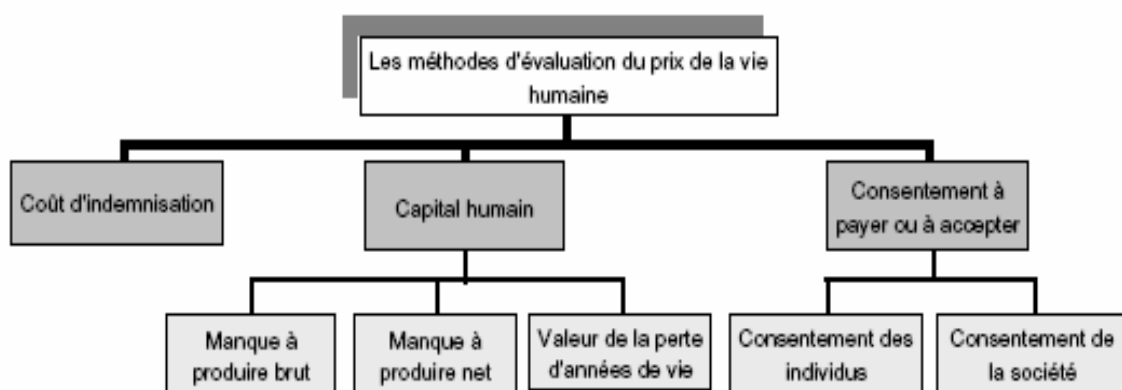 Les méthodes d'évaluation du prix de la vie
humaine
Coût d'indemnisation
Capital humain
Consentement à
payer ou à accepter
Manque à
produire brut
Manque à
produire net
Valeur de la perte
d'années de vie
Consentement des
individus
Consentement de
la société